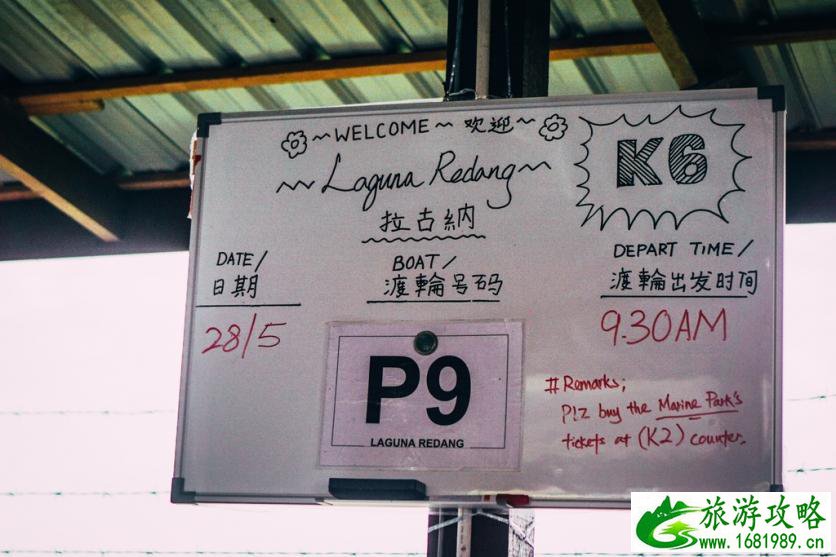 ~WELCOME~ 欢迎~
K6
~Laguna Redang~
拉古納
DATE/
日期
28/5
BOAT/
渡輪号码
P9
LAGUNA REDANG
DEPART TIME/
渡輪出发时间
9.30AM
#Remarks;
Plz buy the Marine Park's
tickets at (K2) counter.
旅游攻略
www.1681989.cn